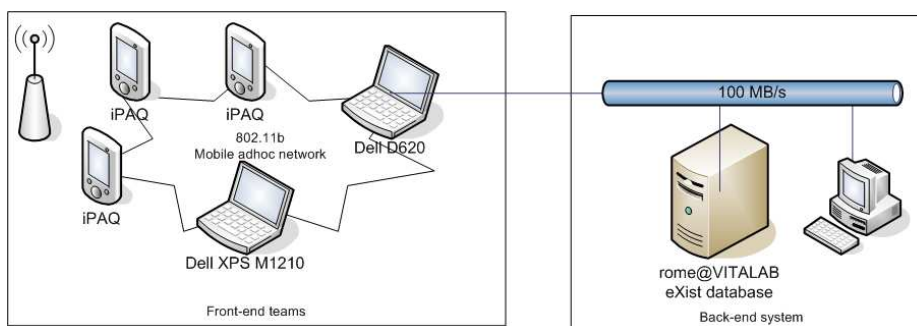 iPAQ
iPAQ
802.11b
Mobile adhoc network
Dell D620
iPAQ
Dell XPS M1210
Front-end teams
100 MB/s
rome@VITALAB
eXist database
Back-end system